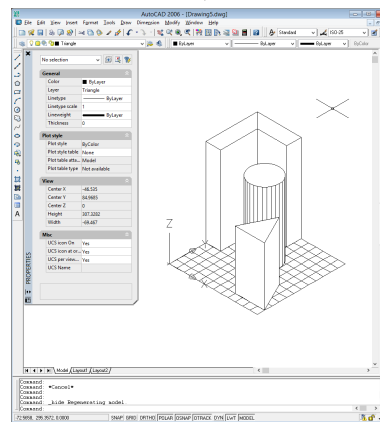 AutoCAD 2006 - [Drawing5.dwg]
File Edit View Insert Format Tools Draw Dimension Modify Window Help
Standard ISO-25
Triangle ByLayer ByLayer ByLayer ByColor
No selection
General
Color ByLayer
Layer Triangle
Linetype ByLayer
Linetype scale 1
Lineweight ByLayer
Thickness 0
Plot style
Plot style ByColor
Plot style table None
Plot table atta... Model
Plot table type Not available
View
Center X -46.535
Center Y 84.9685
Center Z 0
Height 307.3202
Width -69.467
Misc
UCS icon On Yes
UCS icon at or... Yes
UCS per view... Yes
UCS Name
PROPERTIES
Z
Y
X
Model Layout1 Layout2
Command:
Command: *Cancel*
Command:
Command: _hide Regenerating model
Command:
SNAP GRID ORTHO POLAR OSNAP OTRACK DYN LWT MODEL